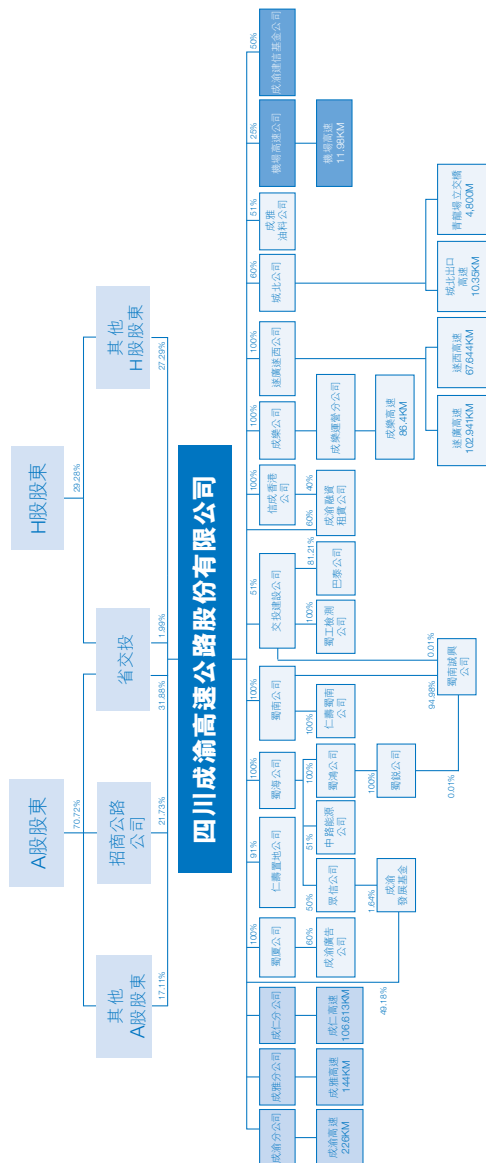 A股股東
H股股東
70.72%
29.28%
其他
A股股東
招商公路
公司
省交投
其他
H股股東
17.11%
21.73%
31.88%
1.99%
27.29%
四川成渝高速公路股份有限公司
100%
91%
100%
100%
51%
100%
100%
100%
60%
51%
25%
50%
成渝分公司
成雅分公司
成仁分公司
蜀廈公司
仁壽置地公司
蜀海公司
蜀南公司
交投建設公司
信成香港
公司
成樂公司
遂廣遂西公司
城北公司
成雅
油料公司
機場高速公司
成渝建信基金公司
60%
50%
51%
100%
100%
100%
81.21%
60%
40%
成渝高速
226KM
成雅高速
144KM
成仁高速
106.613KM
成渝廣告
公司
眾信公司
中路能源
公司
蜀鴻公司
仁壽蜀南
公司
蜀工檢測
公司
巴泰公司
成渝融資
租賃公司
成樂運營分公司
機場高速
11.98KM
49.18%
1.64%
100%
94.98%
0.01%
成渝
發展基金
蜀銳公司
成樂高速
86.4KM
0.01%
蜀南誠興
公司
遂廣高速
102.941KM
遂西高速
67.644KM
城北出口
高速
10.35KM
青龍場立交橋
4,800M